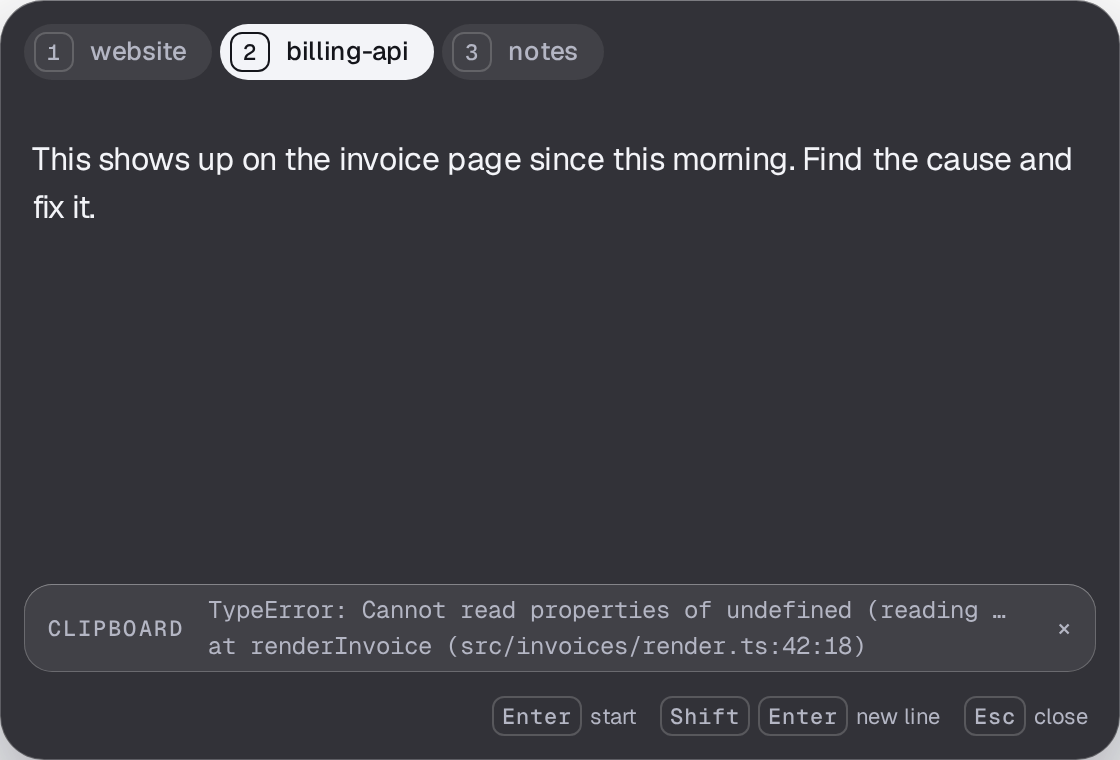 1 website 2 billing-api 3 notes
This shows up on the invoice page since this morning. Find the cause and
fix it.
CLIPBOARD
TypeError: Cannot read properties of undefined (reading …
at renderInvoice (src/invoices/render.ts:42:18)
×
Enter start Shift Enter new line Esc close